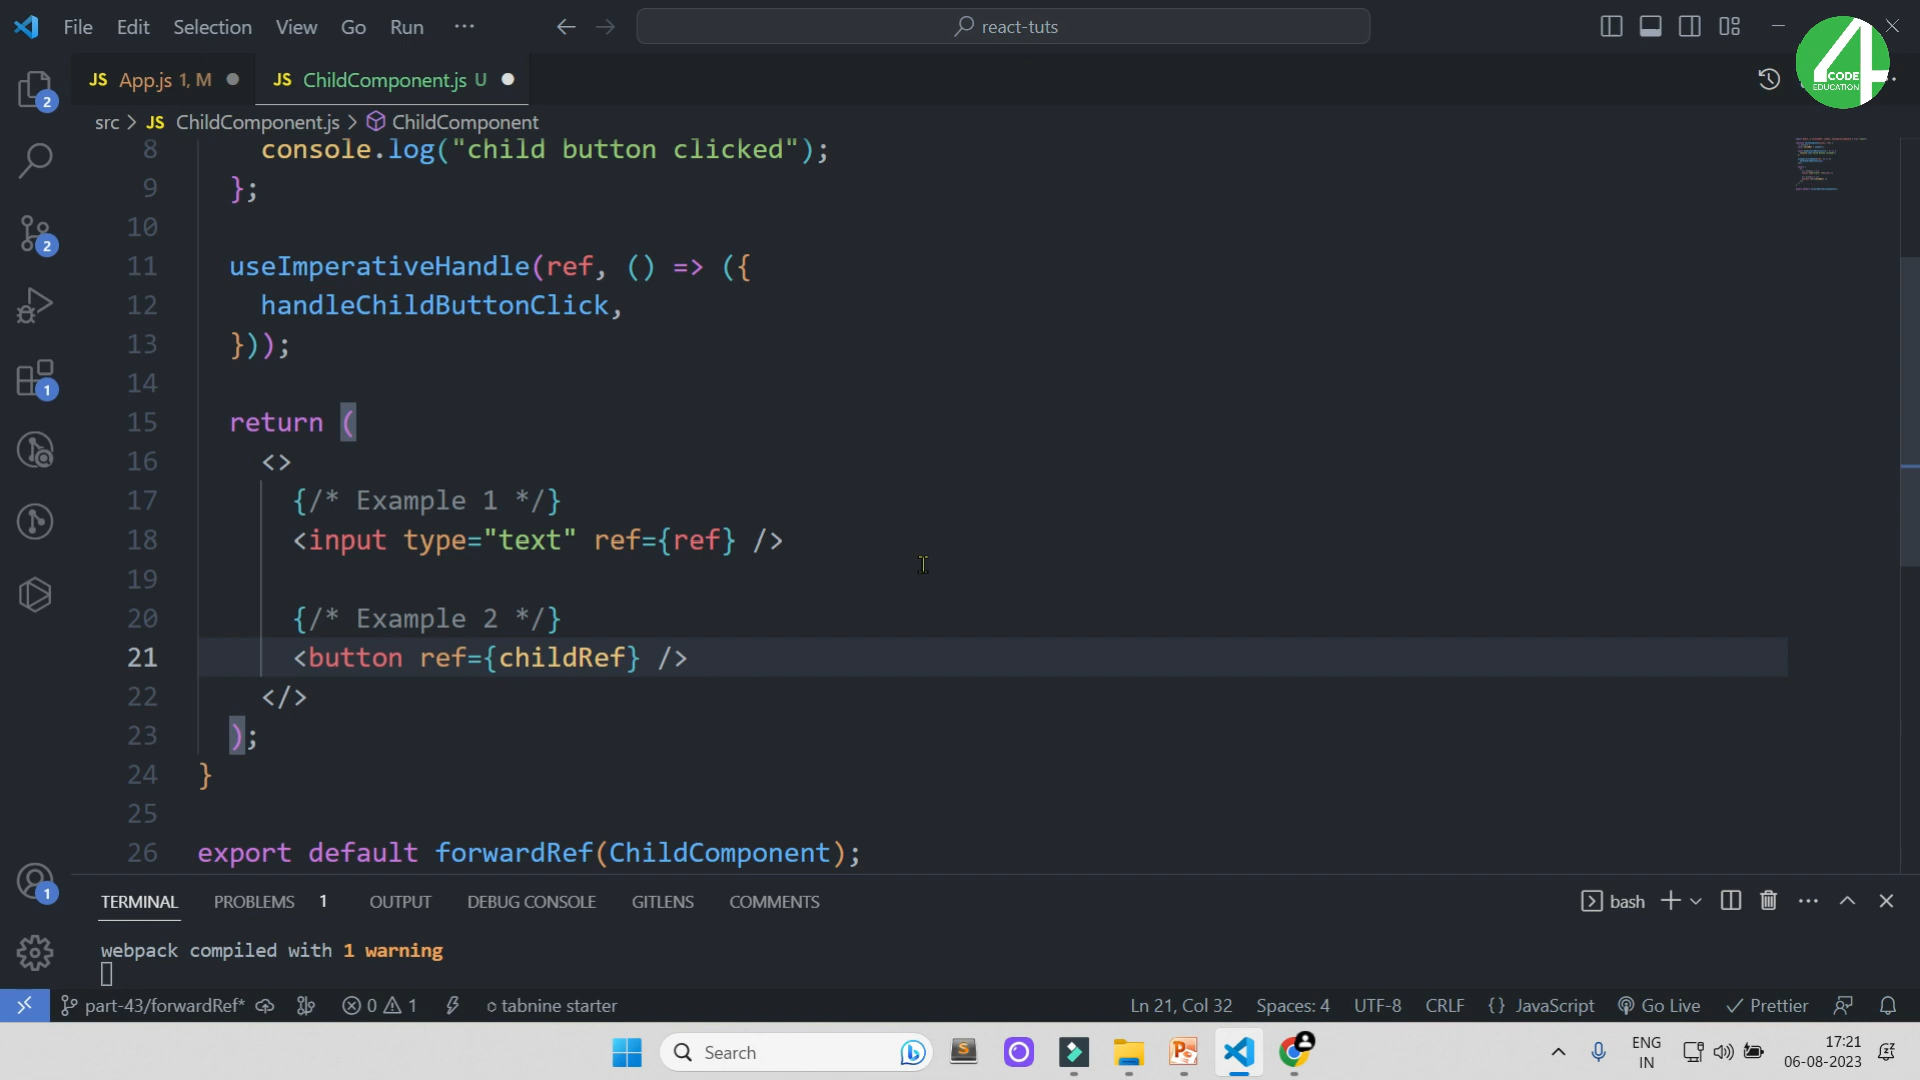 File Edit Selection View Go Run ···
react-tuts
JS App.js 1, M JS ChildComponent.js U
4 CODE EDUCATION
src > JS ChildComponent.js > ChildComponent
8 console.log("child button clicked");
9 };
10
11 useImperativeHandle(ref, () => ({
12 handleChildButtonClick,
13 }));
14
15 return (
16 <>
17 {/* Example 1 */}
18 <input type="text" ref={ref} />
19
20 {/* Example 2 */}
21 <button ref={childRef} />
22 </>
23 );
24 }
25
26 export default forwardRef(ChildComponent);
2
2
1
1
TERMINAL PROBLEMS 1 OUTPUT DEBUG CONSOLE GITLENS COMMENTS bash
webpack compiled with 1 warning
part-43/forwardRef* 0 1 tabnine starter Ln 21, Col 32 Spaces: 4 UTF-8 CRLF {} JavaScript Go Live Prettier
Search ENG IN 17:21
06-08-2023